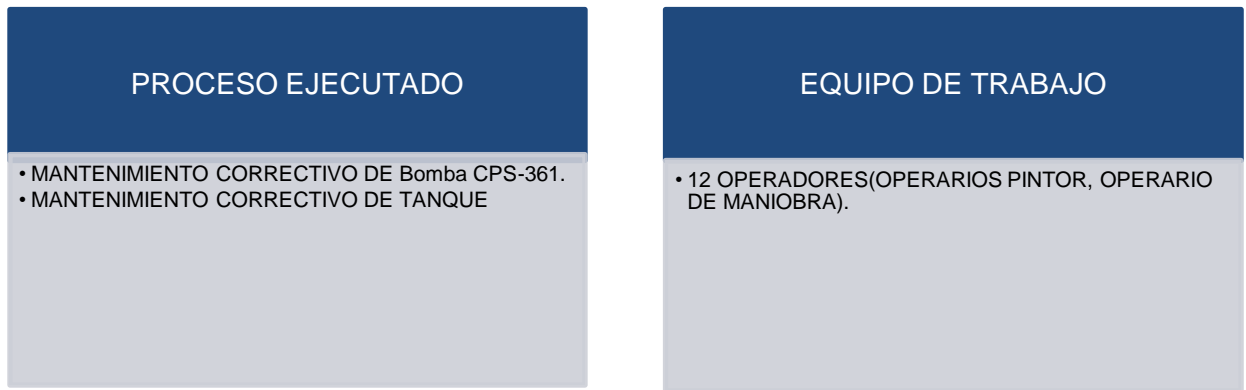 PROCESO EJECUTADO
• MANTENIMIENTO CORRECTIVO DE Bomba CPS-361.
• MANTENIMIENTO CORRECTIVO DE TANQUE
EQUIPO DE TRABAJO
• 12 OPERADORES(OPERARIOS PINTOR, OPERARIO
DE MANIOBRA).